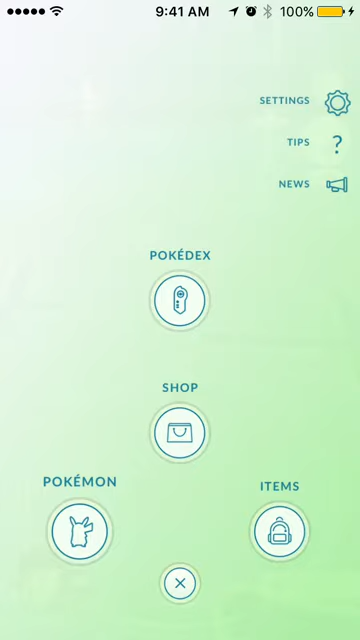 9:41 AM 100%
SETTINGS
TIPS ?
NEWS
POKÉDEX
SHOP
POKÉMON
ITEMS